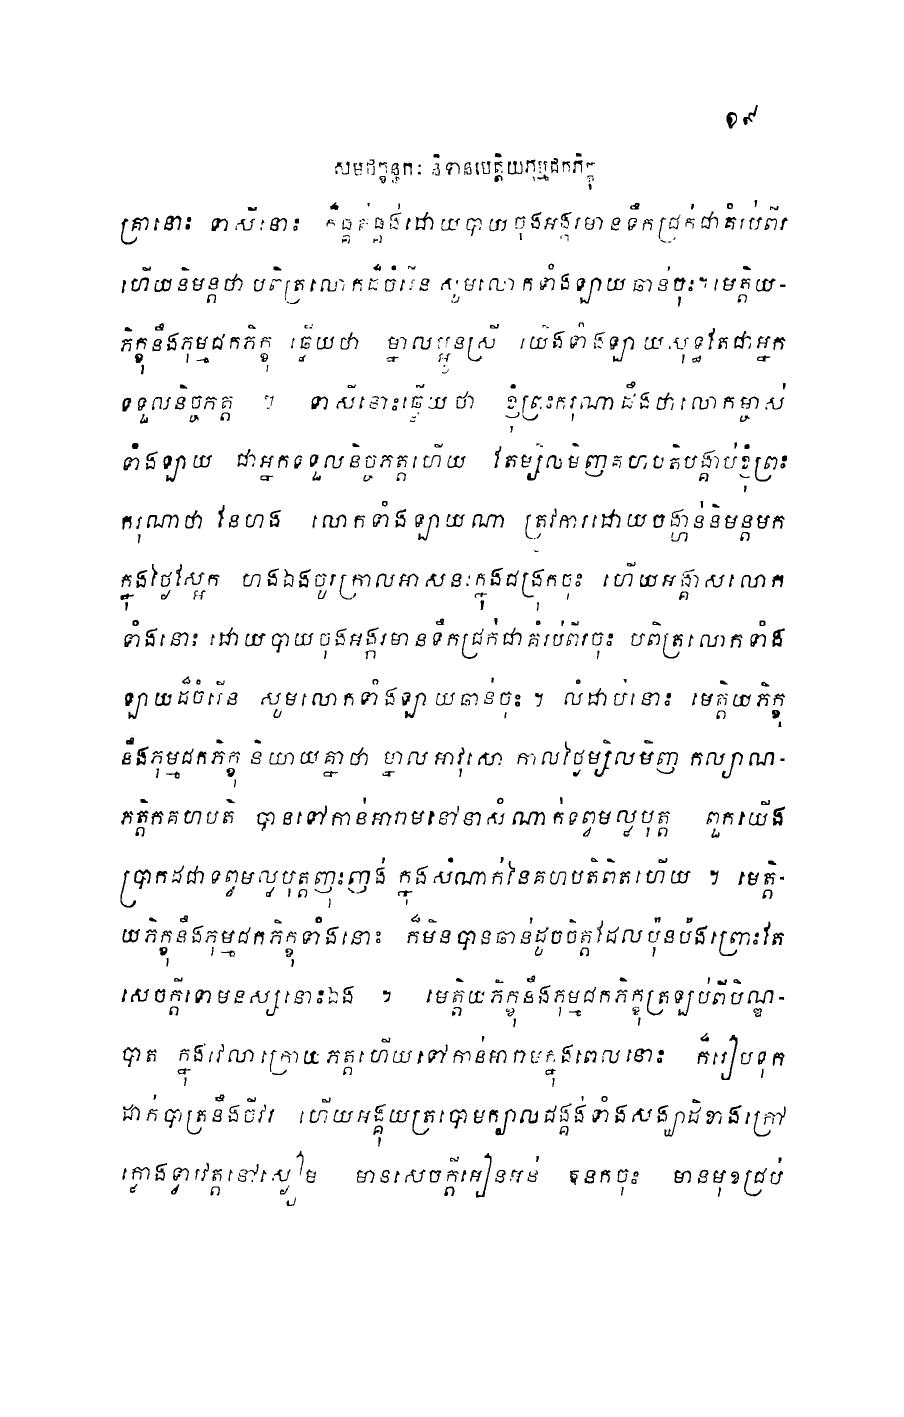 ១៩
សមថក្ខន្ធកៈ និទានមេត្តិយភុម្មជកភិក្ខុ
គ្រានោះ ទាសីនោះ ក៏ផ្គត់ផ្គង់ដោយបាយចុងអង្ករមានទឹកជ្រក់ជាគំរប់ពីរ
ហើយនិមន្តថា បពិត្រលោកដ៏ចំរើន សូមលោកទាំងឡាយឆាន់ចុះ។ មេត្តិយ-
ភិក្ខុនឹងភុម្មជកភិក្ខុ ឆ្លើយថា ម្នាលប្អូនស្រី យើងទាំងឡាយសុទ្ធតែជាអ្នក
ទទួលនិច្ចភត្ត ។ ទាសីនោះឆ្លើយថា ខ្ញុំព្រះករុណាដឹងថាលោកម្ចាស់
ទាំងឡាយ ជាអ្នកទទួលនិច្ចភត្តហើយ តែម្សិលមិញគហបតិបង្គាប់ខ្ញុំព្រះ
ករុណាថា នែហង លោកទាំងឡាយណា ត្រូវការដោយចង្ហាន់និមន្តមក
ក្នុងថ្ងៃស្អែក ហងឯងចូរក្រាលអាសនៈក្នុងជង្រុកចុះ ហើយអង្គាសលោក
ទាំងនោះ ដោយបាយចុងអង្ករមានទឹកជ្រក់ជាគំរប់ពីរចុះ បពិត្រលោកទាំង
ឡាយដ៏ចំរើន សូមលោកទាំងឡាយឆាន់ចុះ ។ លំដាប់នោះ មេត្តិយភិក្ខុ
នឹងភុម្មជកភិក្ខុ និយាយគ្នាថា ម្នាលអាវុសោ កាលថ្ងៃម្សិលមិញ កល្យាណ-
ភត្តិកគហបតិ បានទៅកាន់អារាមនៅនាសំណាក់ទព្វមល្លបុត្ត ពួកយើង
ប្រាកដជាទព្វមល្លបុត្តញុះញង់ ក្នុងសំណាក់នៃគហបតិពិតហើយ ។ មេត្តិ-
យភិក្ខុនឹងភុម្មជកភិក្ខុទាំងនោះ ក៏មិនបានឆាន់ដូចចិត្តដែលប៉ុនប៉ងព្រោះតែ
សេចក្តីទោមនស្សនោះឯង ។ មេត្តិយភិក្ខុនឹងភុម្មជកភិក្ខុត្រឡប់ពីបិណ្ឌ-
បាត ក្នុងវេលាក្រោយភត្តហើយទៅកាន់អារាមក្នុងពេលនោះ ក៏រៀបទុក
ដាក់បាត្រនឹងចីវរ ហើយអង្គុយត្របោមក្បាលជង្គង់ទាំងសង្ឃាដិខាងក្រៅ
ក្លោងទ្វារវត្តនៅស្ងៀម មានសេចក្តីអៀនអន់ ឱនកចុះ មានមុខជ្រប់